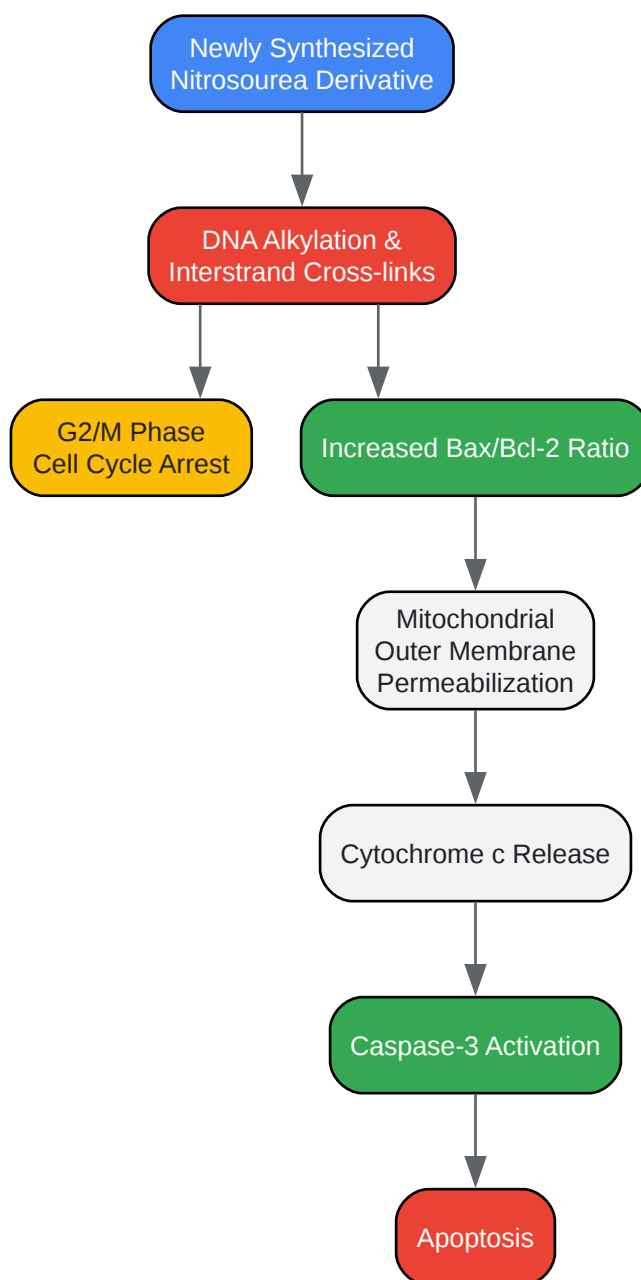 Newly Synthesized
Nitrosourea Derivative
DNA Alkylation &
Interstrand Cross-links
G2/M Phase
Cell Cycle Arrest
Increased Bax/Bcl-2 Ratio
Mitochondrial
Outer Membrane
Permeabilization
Cytochrome c Release
Caspase-3 Activation
Apoptosis